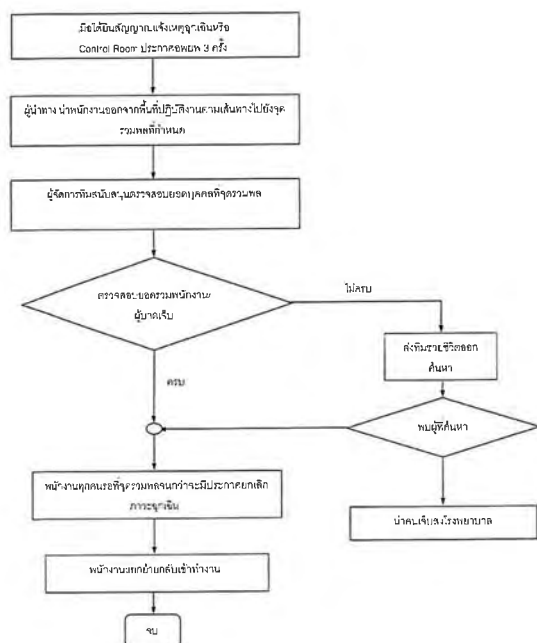 เมื่อได้ยินสัญญาณแจ้งเหตุฉุกเฉินหรือ
Control Room ประกาศอพยพ 3 ครั้ง
ผู้นำทาง นำพนักงานออกจากพื้นที่ปฏิบัติงานตามเส้นทางไปยังจุด
รวมพลที่กำหนด
ผู้จัดการทีมสนับสนุนตรวจสอบยอดบุคคลที่จุดรวมพล
ตรวจสอบยอดรวมพนักงาน/
ผู้บาดเจ็บ
ไม่ครบ
ส่งทีมช่วยชีวิตออก
ค้นหา
ครบ
พบผู้ที่ค้นหา
พนักงานทุกคนรอที่จุดรวมพลจนกว่าจะมีประกาศยกเลิก
ภาวะฉุกเฉิน
นำคนเจ็บส่งโรงพยาบาล
พนักงานแยกย้ายกลับเข้าทำงาน
จบ